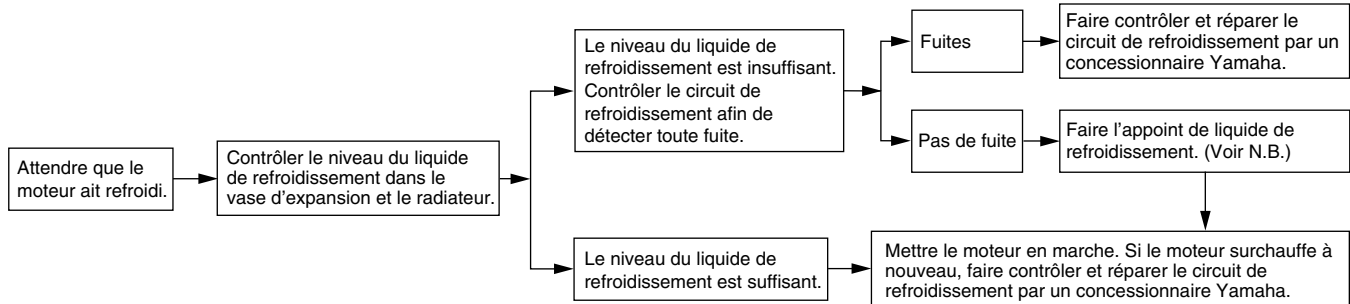 Attendre que le
moteur ait refroidi.
Contrôler le niveau du liquide
de refroidissement dans le
vase d'expansion et le radiateur.
Le niveau du liquide de
refroidissement est insuffisant.
Contrôler le circuit de
refroidissement afin de
détecter toute fuite.
Fuites
Faire contrôler et réparer le
circuit de refroidissement par un
concessionnaire Yamaha.
Pas de fuite
Faire l'appoint de liquide de
refroidissement. (Voir N.B.)
Le niveau du liquide de
refroidissement est suffisant.
Mettre le moteur en marche. Si le moteur surchauffe à
nouveau, faire contrôler et réparer le circuit de
refroidissement par un concessionnaire Yamaha.